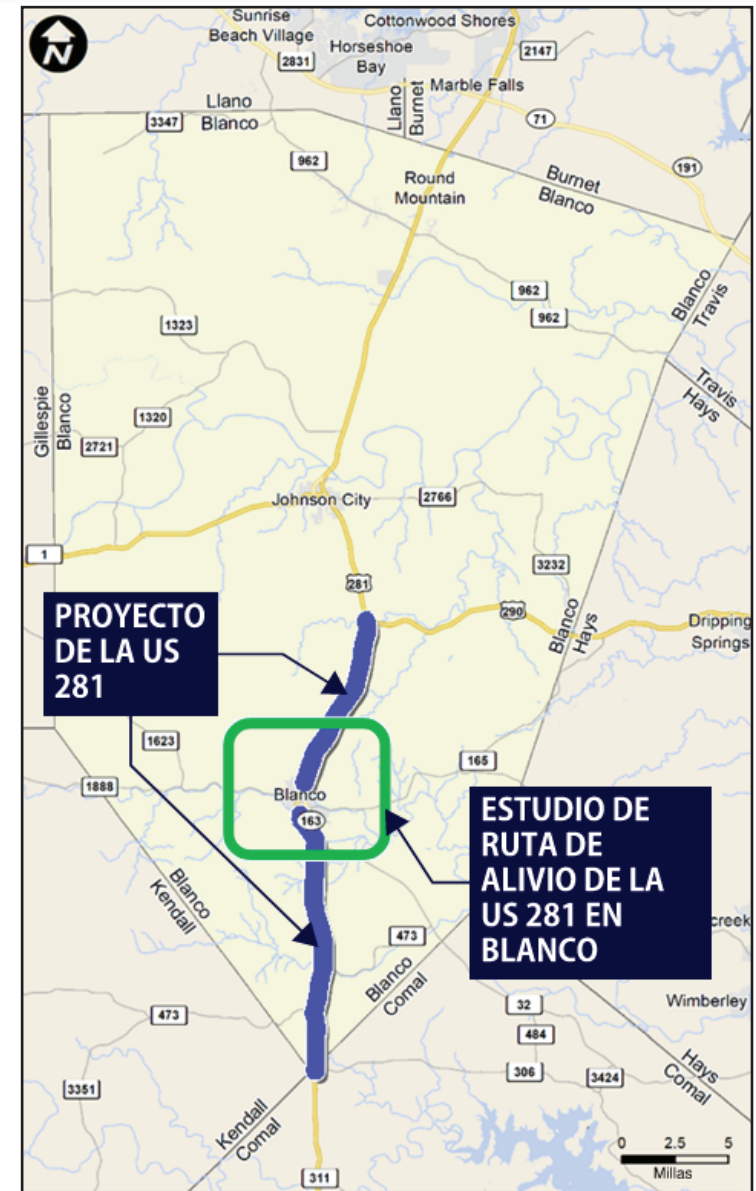 N
Sunrise
Beach Village
Cottonwood Shores
Horseshoe
Bay
2831
2147
Marble Falls
Llano
Blanco
Llano
Burnet
3347
71
962
191
Burnet
Blanco
Round
Mountain
962
962
Blanco
Travis
1323
Travis
Hays
Gillespie
Blanco
1320
2721
Johnson City
2766
1
3232
281
290
Blanco
Hays
Dripping
Springs
PROYECTO
DE LA US
281
1623
165
1888
Blanco
163
ESTUDIO DE
RUTA DE
ALIVIO DE LA
US 281 EN
BLANCO
Blanco
Kendall
473
creek
Blanco
Comal
32
Wimberley
473
484
306
3424
Hays
Comal
3351
Kendall
Comal
0 2.5 5
Millas
311